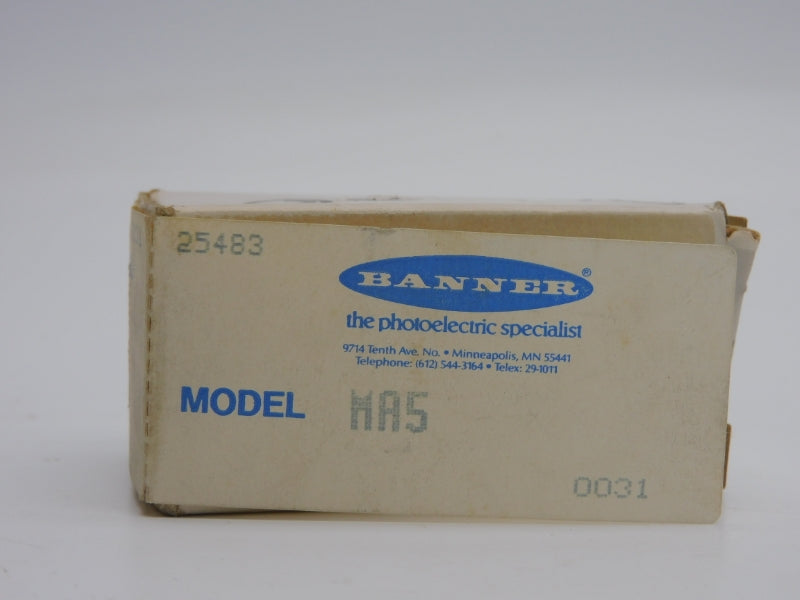 25483
BANNER®
the photoelectric specialist
9714 Tenth Ave. No. • Minneapolis, MN 55441
Telephone: (612) 544-3164 • Telex: 29-1011
MODEL MA5
0031